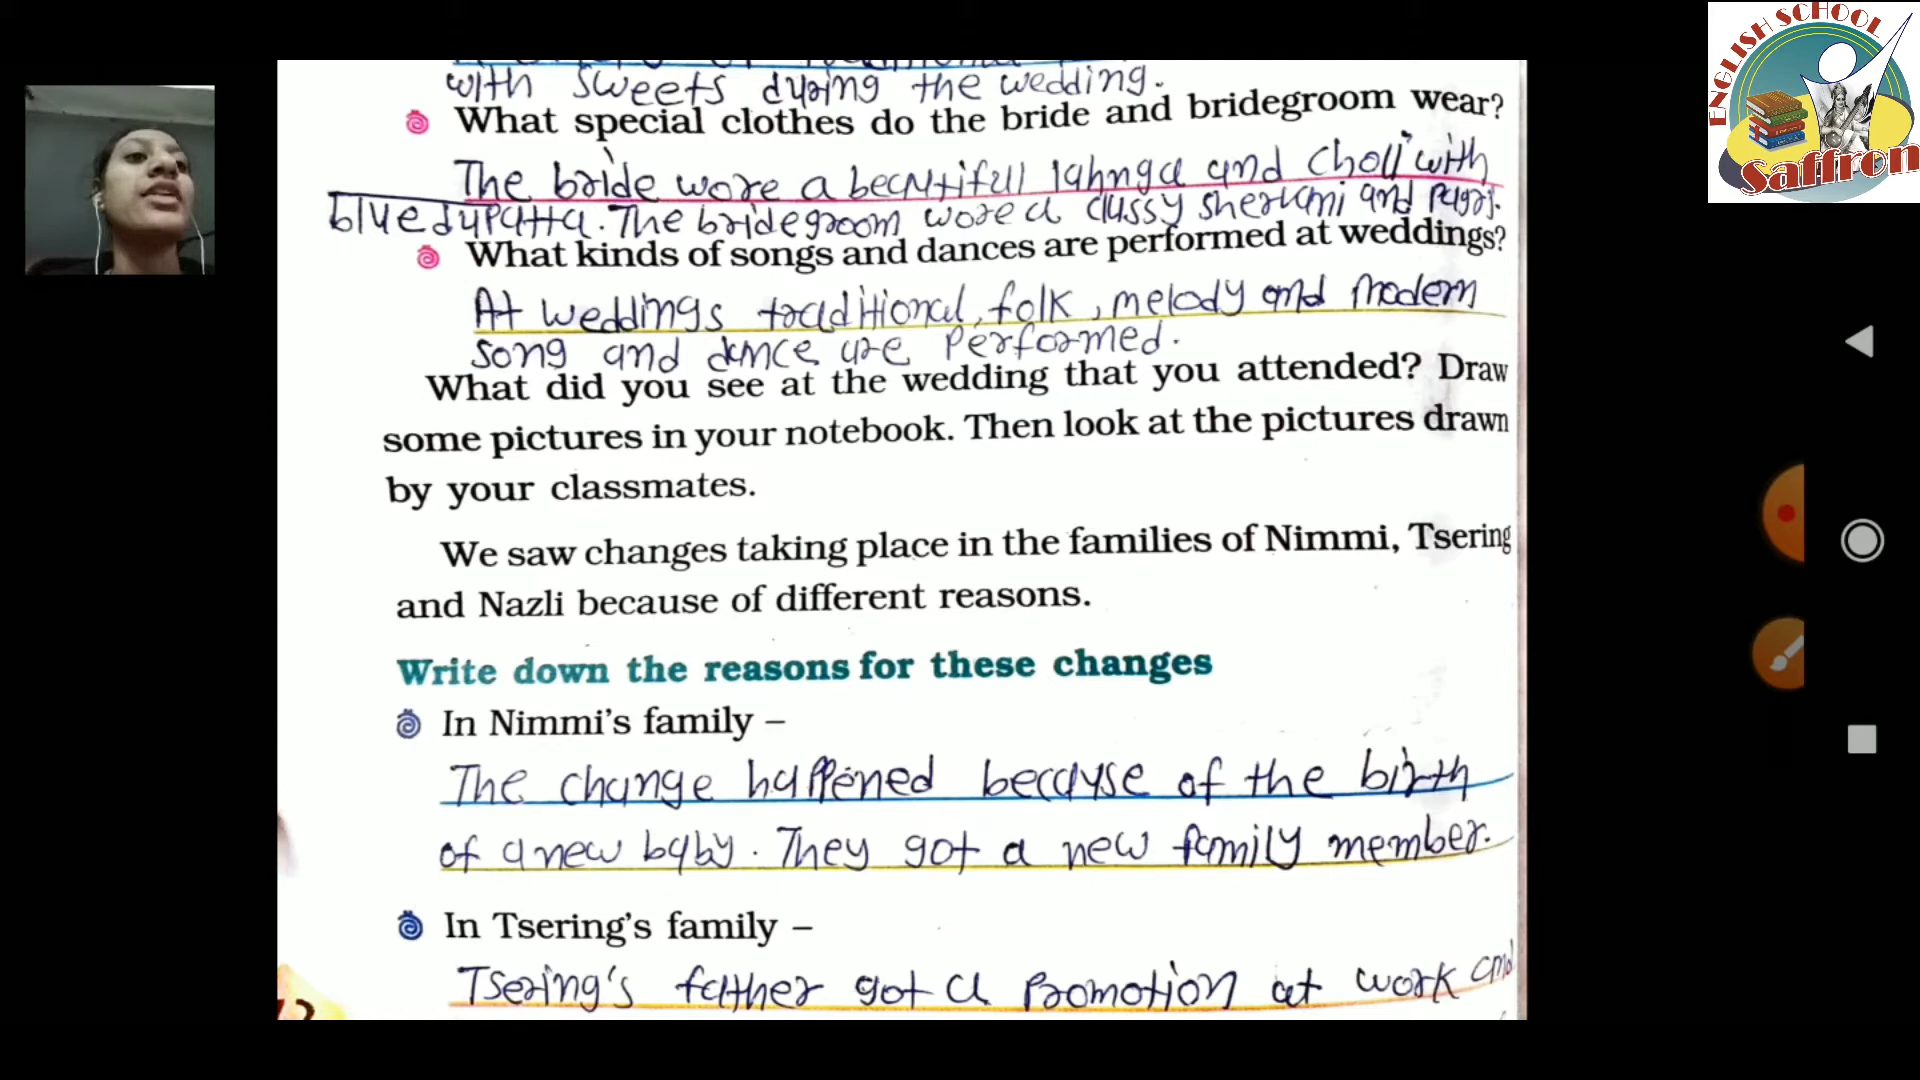 ENGLISH SCHOOL
Saffron
with sweets during the wedding.
What special clothes do the bride and bridegroom wear?
The bride wore a beautiful lahnga and choli with
blue dupatta. The bridegroom wore a classy sherwani and pagri.
What kinds of songs and dances are performed at weddings?
At weddings traditional, folk, melody and modern
song and dance are performed.
What did you see at the wedding that you attended? Draw
some pictures in your notebook. Then look at the pictures drawn
by your classmates.
We saw changes taking place in the families of Nimmi, Tsering
and Nazli because of different reasons.
Write down the reasons for these changes
In Nimmi's family –
The change happened because of the birth
of a new baby. They got a new family member.
In Tsering's family –
Tsering's father got a promotion at work and